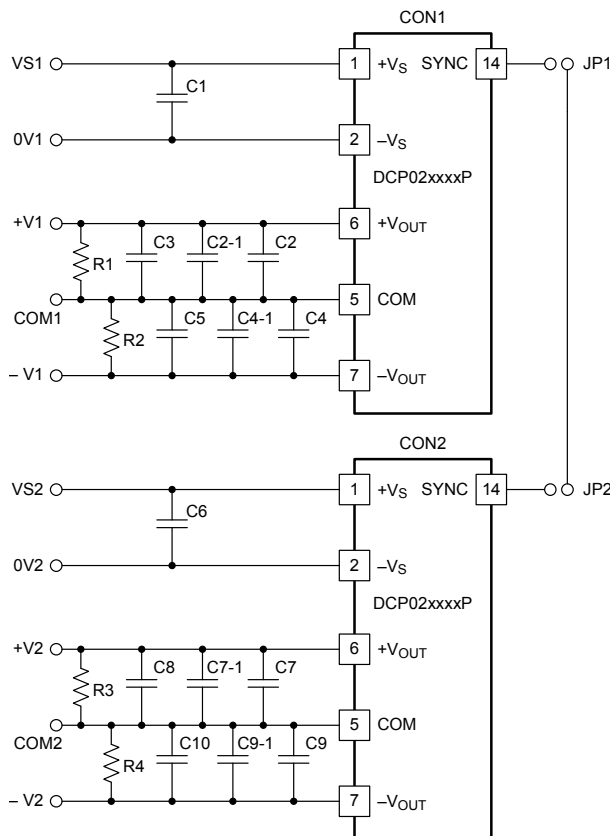 CON1
VS1
1
+VS
SYNC
14
JP1
C1
0V1
2
–VS
DCP02xxxxP
+V1
6
+VOUT
R1
C3
C2-1
C2
COM1
5
COM
R2
C5
C4-1
C4
– V1
7
–VOUT
CON2
VS2
1
+VS
SYNC
14
JP2
C6
0V2
2
–VS
DCP02xxxxP
+V2
6
+VOUT
R3
C8
C7-1
C7
COM2
5
COM
R4
C10
C9-1
C9
– V2
7
–VOUT